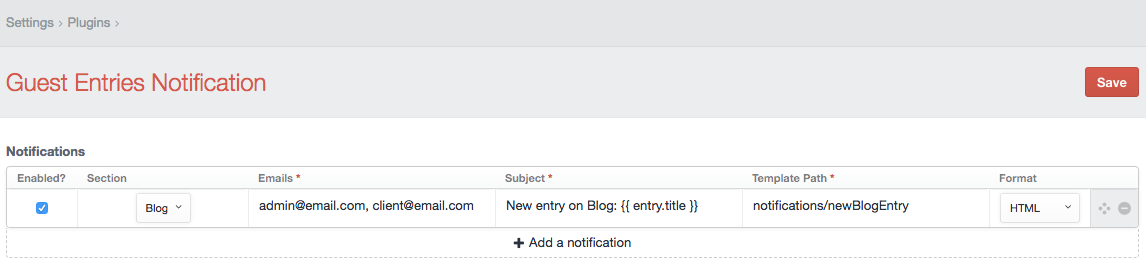 Settings › Plugins ›
Guest Entries Notification
Save
Notifications
Enabled? Section Emails * Subject * Template Path * Format
Blog admin@email.com, client@email.com New entry on Blog: {{ entry.title }} notifications/newBlogEntry HTML
+ Add a notification